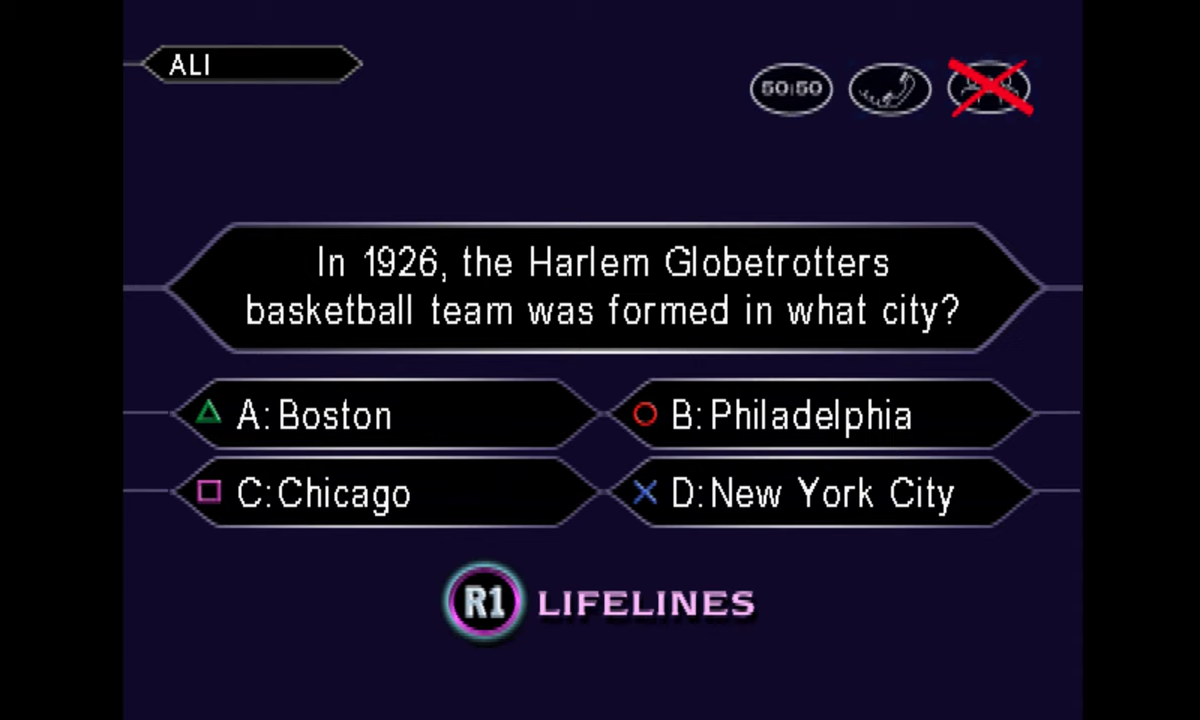 ALI
50:50
In 1926, the Harlem Globetrotters
basketball team was formed in what city?
A: Boston
B: Philadelphia
C: Chicago
D: New York City
R1 LIFELINES